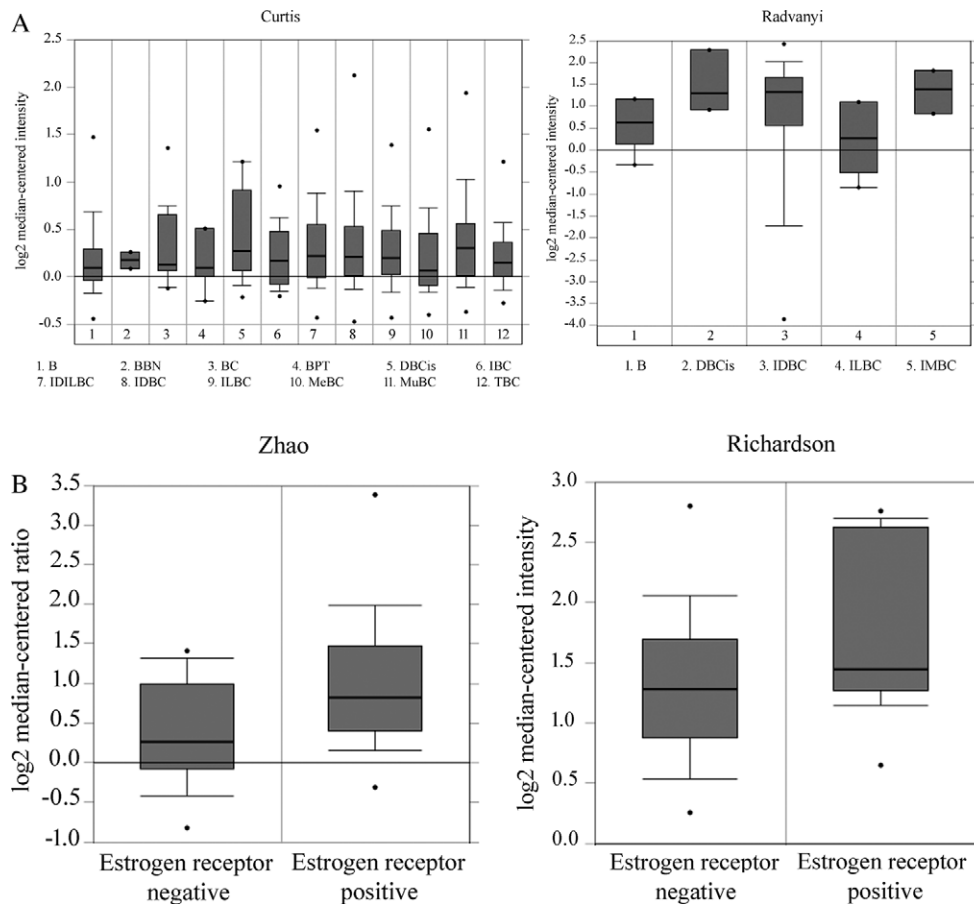 A
Curtis
log2 median-centered intensity
2.5
2.0
1.5
1.0
0.5
0.0
-0.5
1 2 3 4 5 6 7 8 9 10 11 12
1. B 2. BBN 3. BC 4. BPT 5. DBCis 6. IBC
7. IDILBC 8. IDBC 9. ILBC 10. MeBC 11. MuBC 12. TBC
Radvanyi
log2 median-centered intensity
2.5
2.0
1.5
1.0
0.5
0.0
-0.5
-1.0
-1.5
-2.0
-2.5
-3.0
-3.5
-4.0
1 2 3 4 5
1. B 2. DBCis 3. IDBC 4. ILBC 5. IMBC
B
Zhao
log2 median-centered ratio
3.5
3.0
2.5
2.0
1.5
1.0
0.5
0.0
-0.5
-1.0
Estrogen receptor Estrogen receptor
negative positive
Richardson
log2 median-centered intensity
3.0
2.5
2.0
1.5
1.0
0.5
0.0
Estrogen receptor Estrogen receptor
negative positive